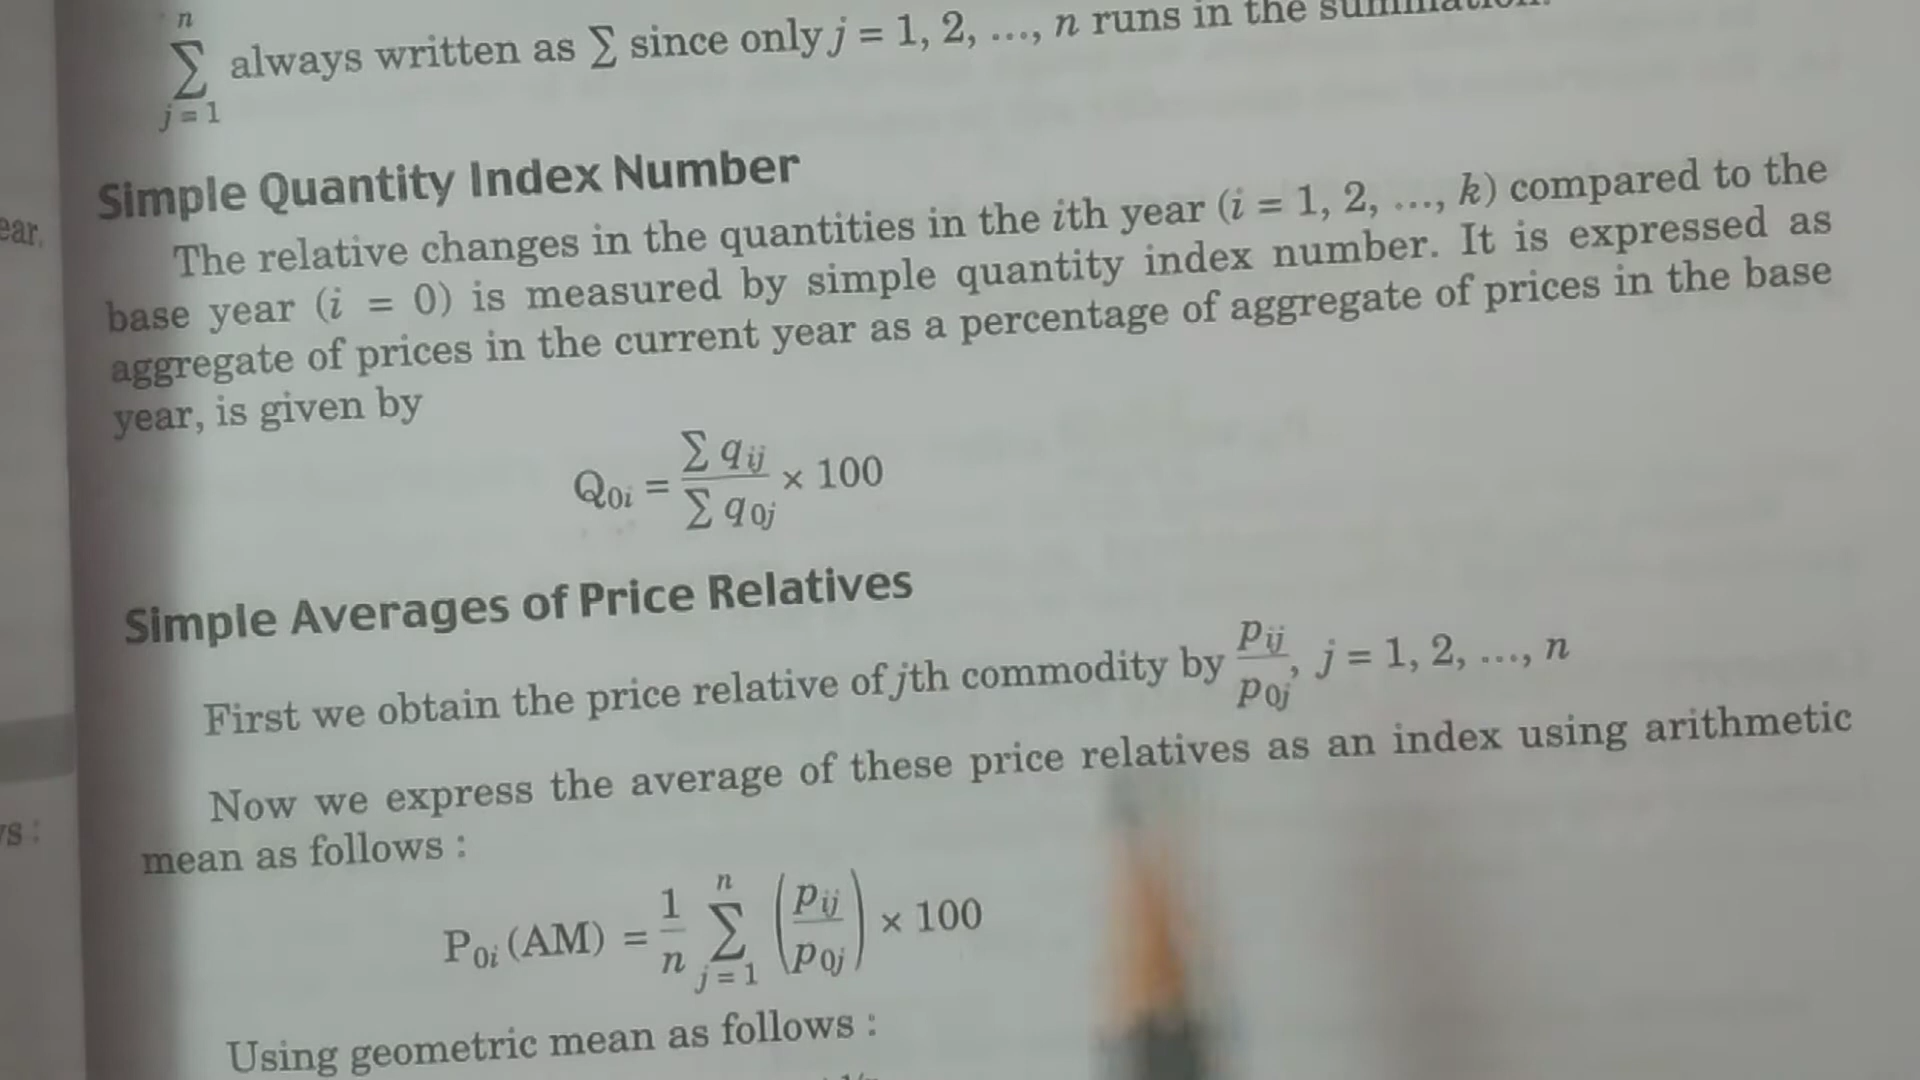 n
∑ always written as ∑ since only j = 1, 2, ..., n runs in the summation.
j = 1
Simple Quantity Index Number
The relative changes in the quantities in the ith year (i = 1, 2, ..., k) compared to the
base year (i = 0) is measured by simple quantity index number. It is expressed as
aggregate of prices in the current year as a percentage of aggregate of prices in the base
year, is given by
Q0i = ∑ qij / ∑ q0j × 100
Simple Averages of Price Relatives
First we obtain the price relative of jth commodity by pij / p0j, j = 1, 2, ..., n
Now we express the average of these price relatives as an index using arithmetic
mean as follows :
P0i (AM) = 1/n n ∑ j = 1 (pij / p0j) × 100
Using geometric mean as follows :